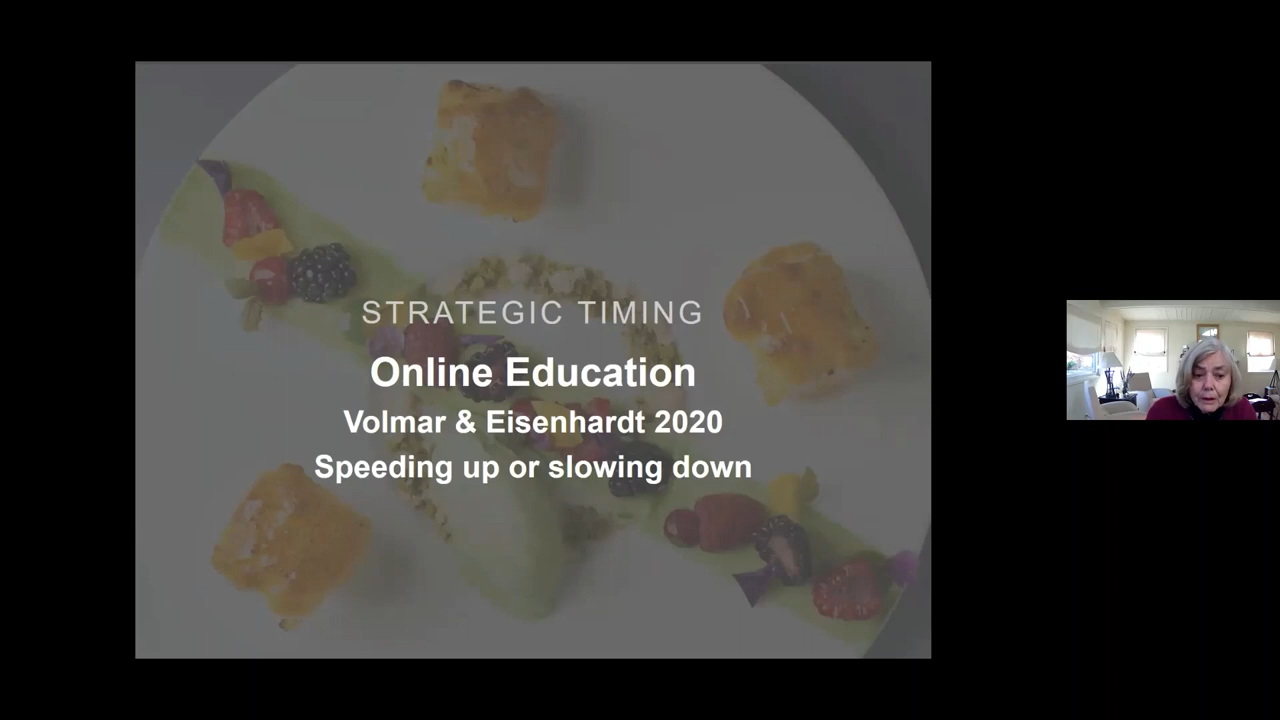 STRATEGIC TIMING
Online Education
Volmar & Eisenhardt 2020
Speeding up or slowing down